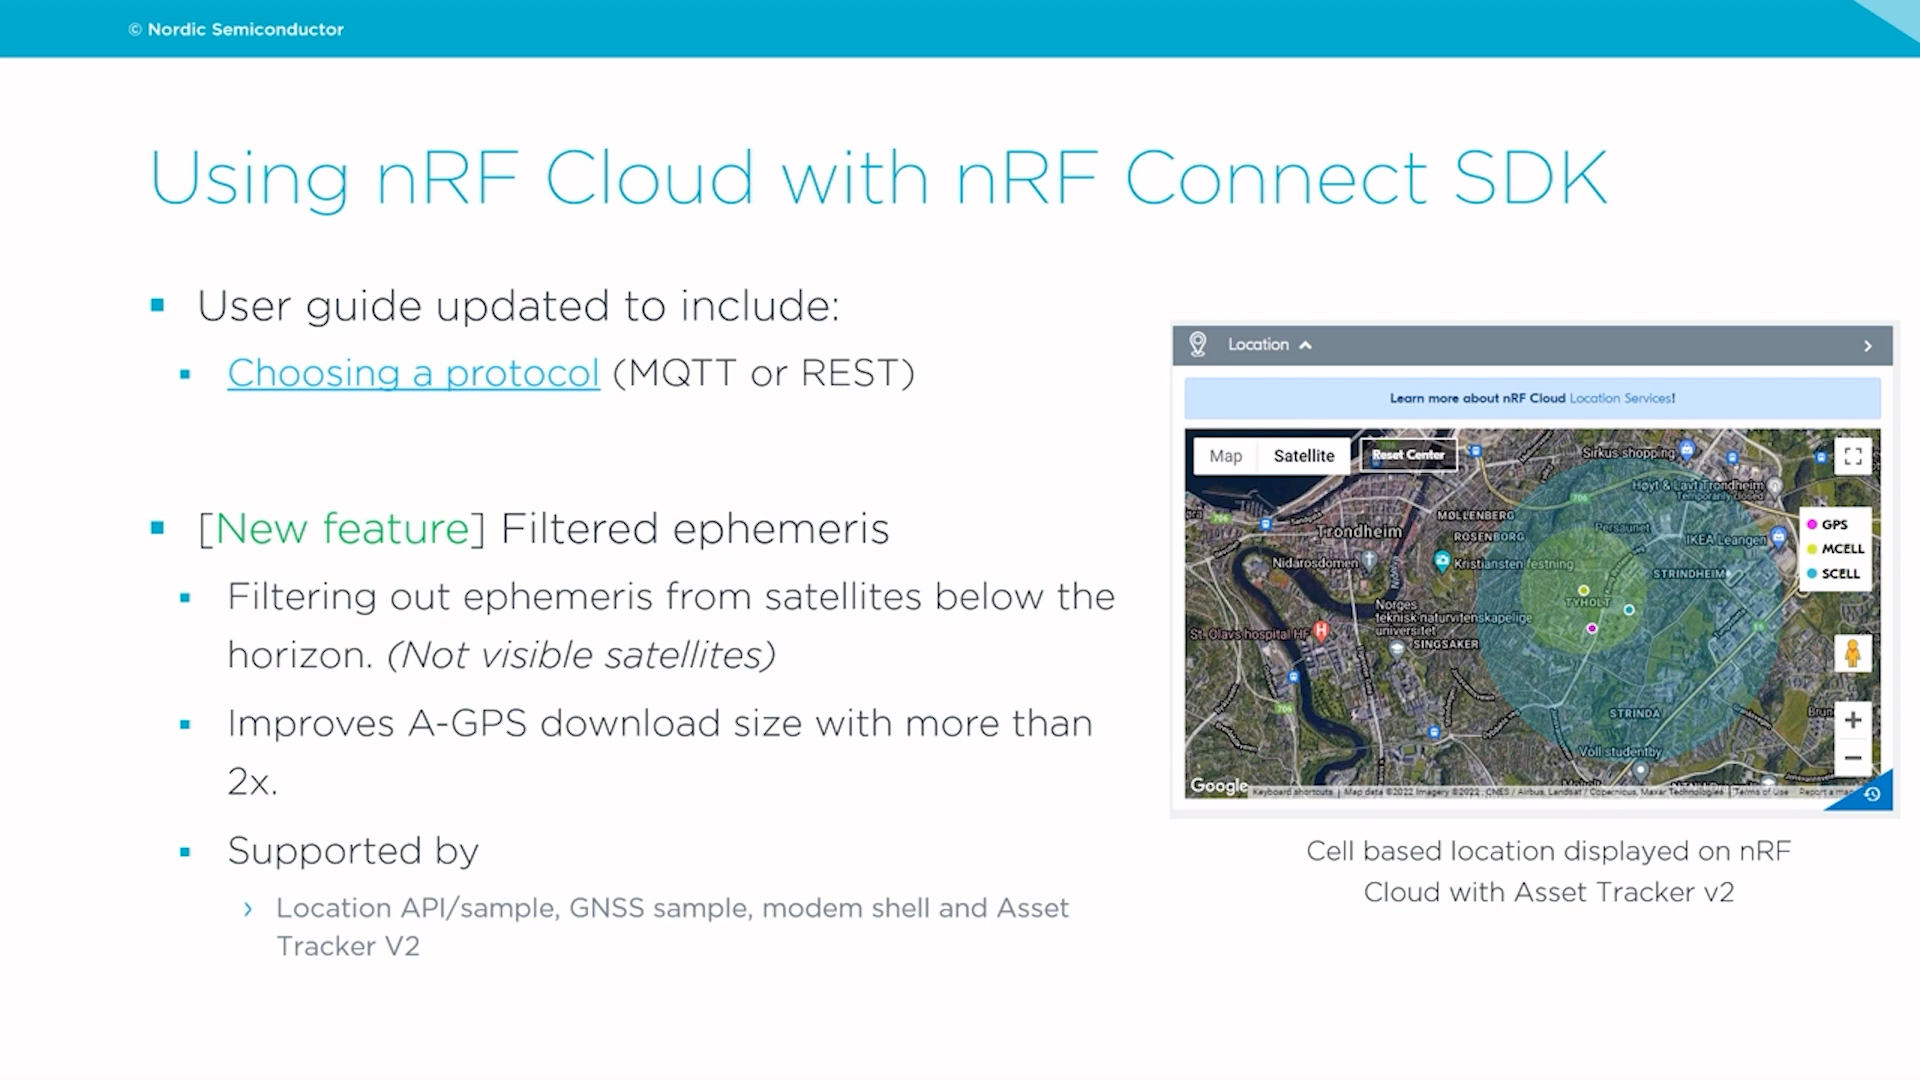 © Nordic Semiconductor
Using nRF Cloud with nRF Connect SDK
User guide updated to include:
Choosing a protocol (MQTT or REST)
[New feature] Filtered ephemeris
Filtering out ephemeris from satellites below the
horizon. (Not visible satellites)
Improves A-GPS download size with more than
2x.
Supported by
Location API/sample, GNSS sample, modem shell and Asset
Tracker V2
Location
Learn more about nRF Cloud Location Services!
Map
Satellite
Reset Center
Sirkus shopping
Høyt & Lavt Trondheim
Temporarily closed
706
706
MØLLENBERG
Trondheim
ROSENBORG
Persaunet
IKEA Leangen
GPS
MCELL
SCELL
Nidarosdomen
Kristiansten festning
STRINDHEIM
TYHOLT
Norges
teknisk-naturvitenskapelige
universitet
St. Olavs hospital HF
SINGSAKER
706
STRINDA
Voll studentby
Google
Keyboard shortcuts
Map data ©2022 Imagery ©2022 , CNES / Airbus, Landsat / Copernicus, Maxar Technologies
Terms of Use
Cell based location displayed on nRF
Cloud with Asset Tracker v2